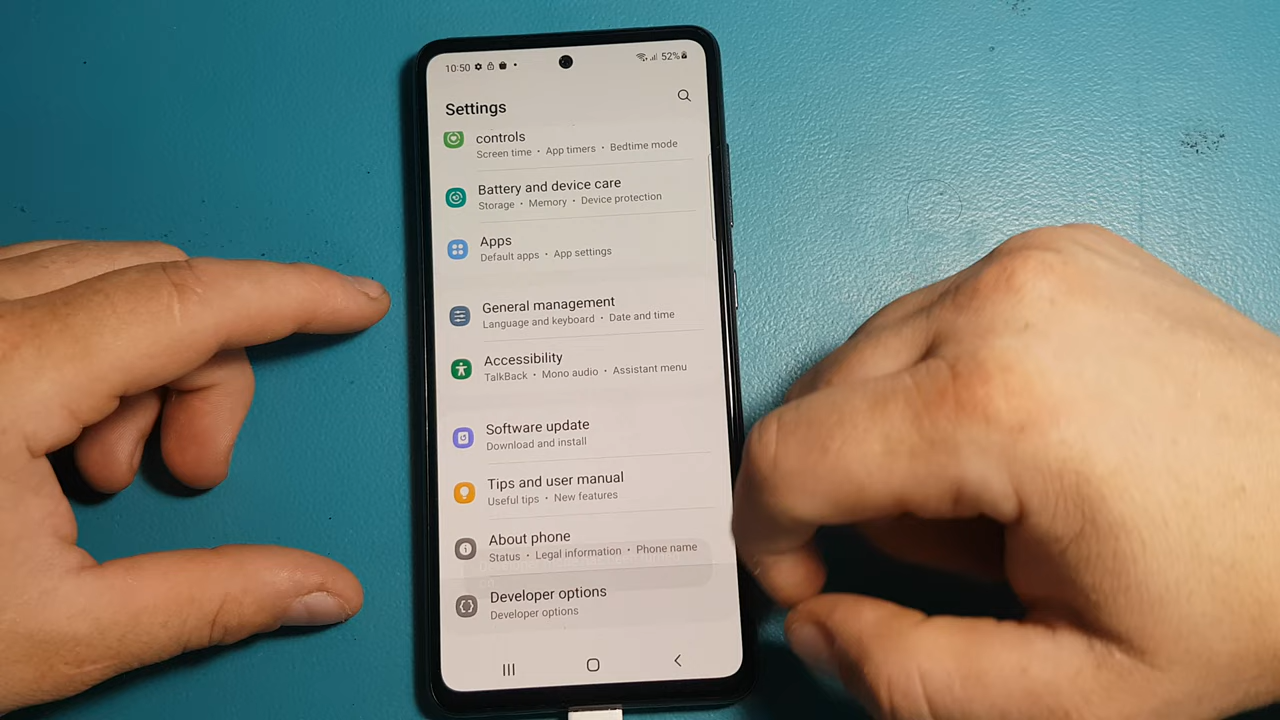 10:50
52%
Settings
controls
Screen time • App timers • Bedtime mode
Battery and device care
Storage • Memory • Device protection
Apps
Default apps • App settings
General management
Language and keyboard • Date and time
Accessibility
TalkBack • Mono audio • Assistant menu
Software update
Download and install
Tips and user manual
Useful tips • New features
About phone
Status • Legal information • Phone name
Developer options
Developer options